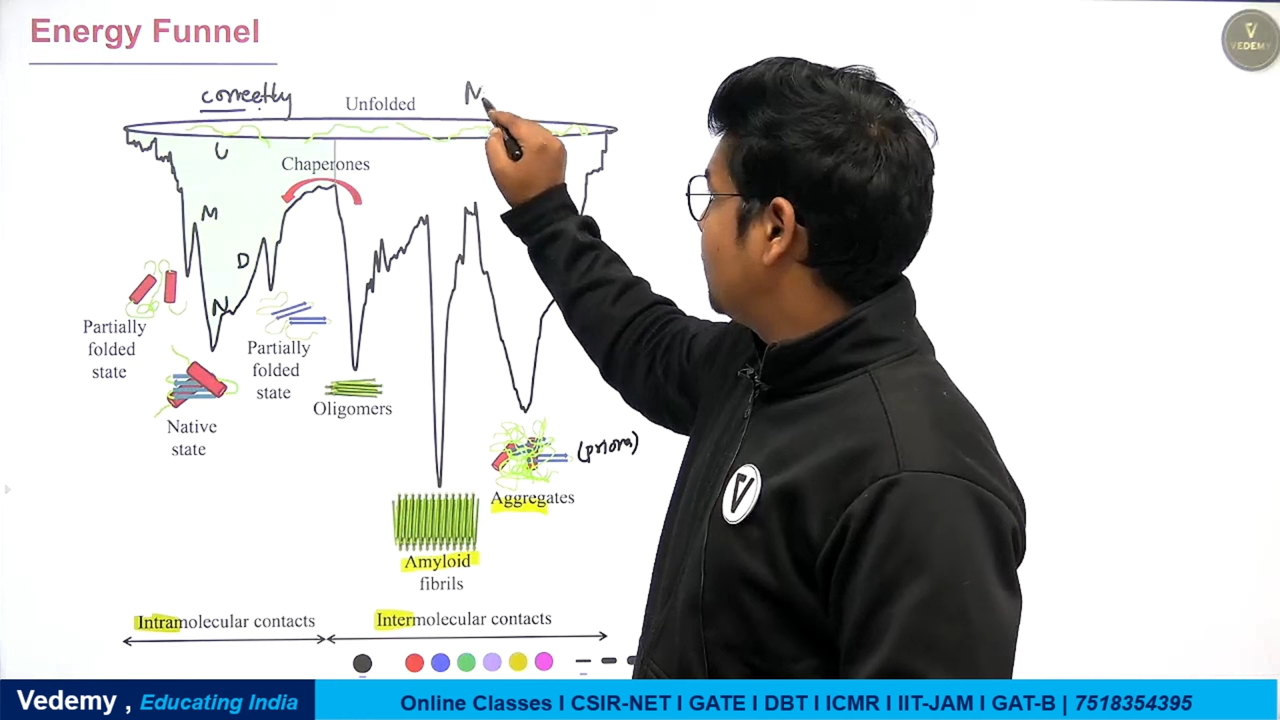 Energy Funnel
V
VEDEMY
correctly
Unfolded
N
U
Chaperones
M
D
N
Partially
folded
state
Partially
folded
state
Native
state
Oligomers
(prions)
Aggregates
Amyloid
fibrils
Intramolecular contacts
Intermolecular contacts
V
Vedemy , Educating India
Online Classes I CSIR-NET I GATE I DBT I ICMR I IIT-JAM I GAT-B | 7518354395